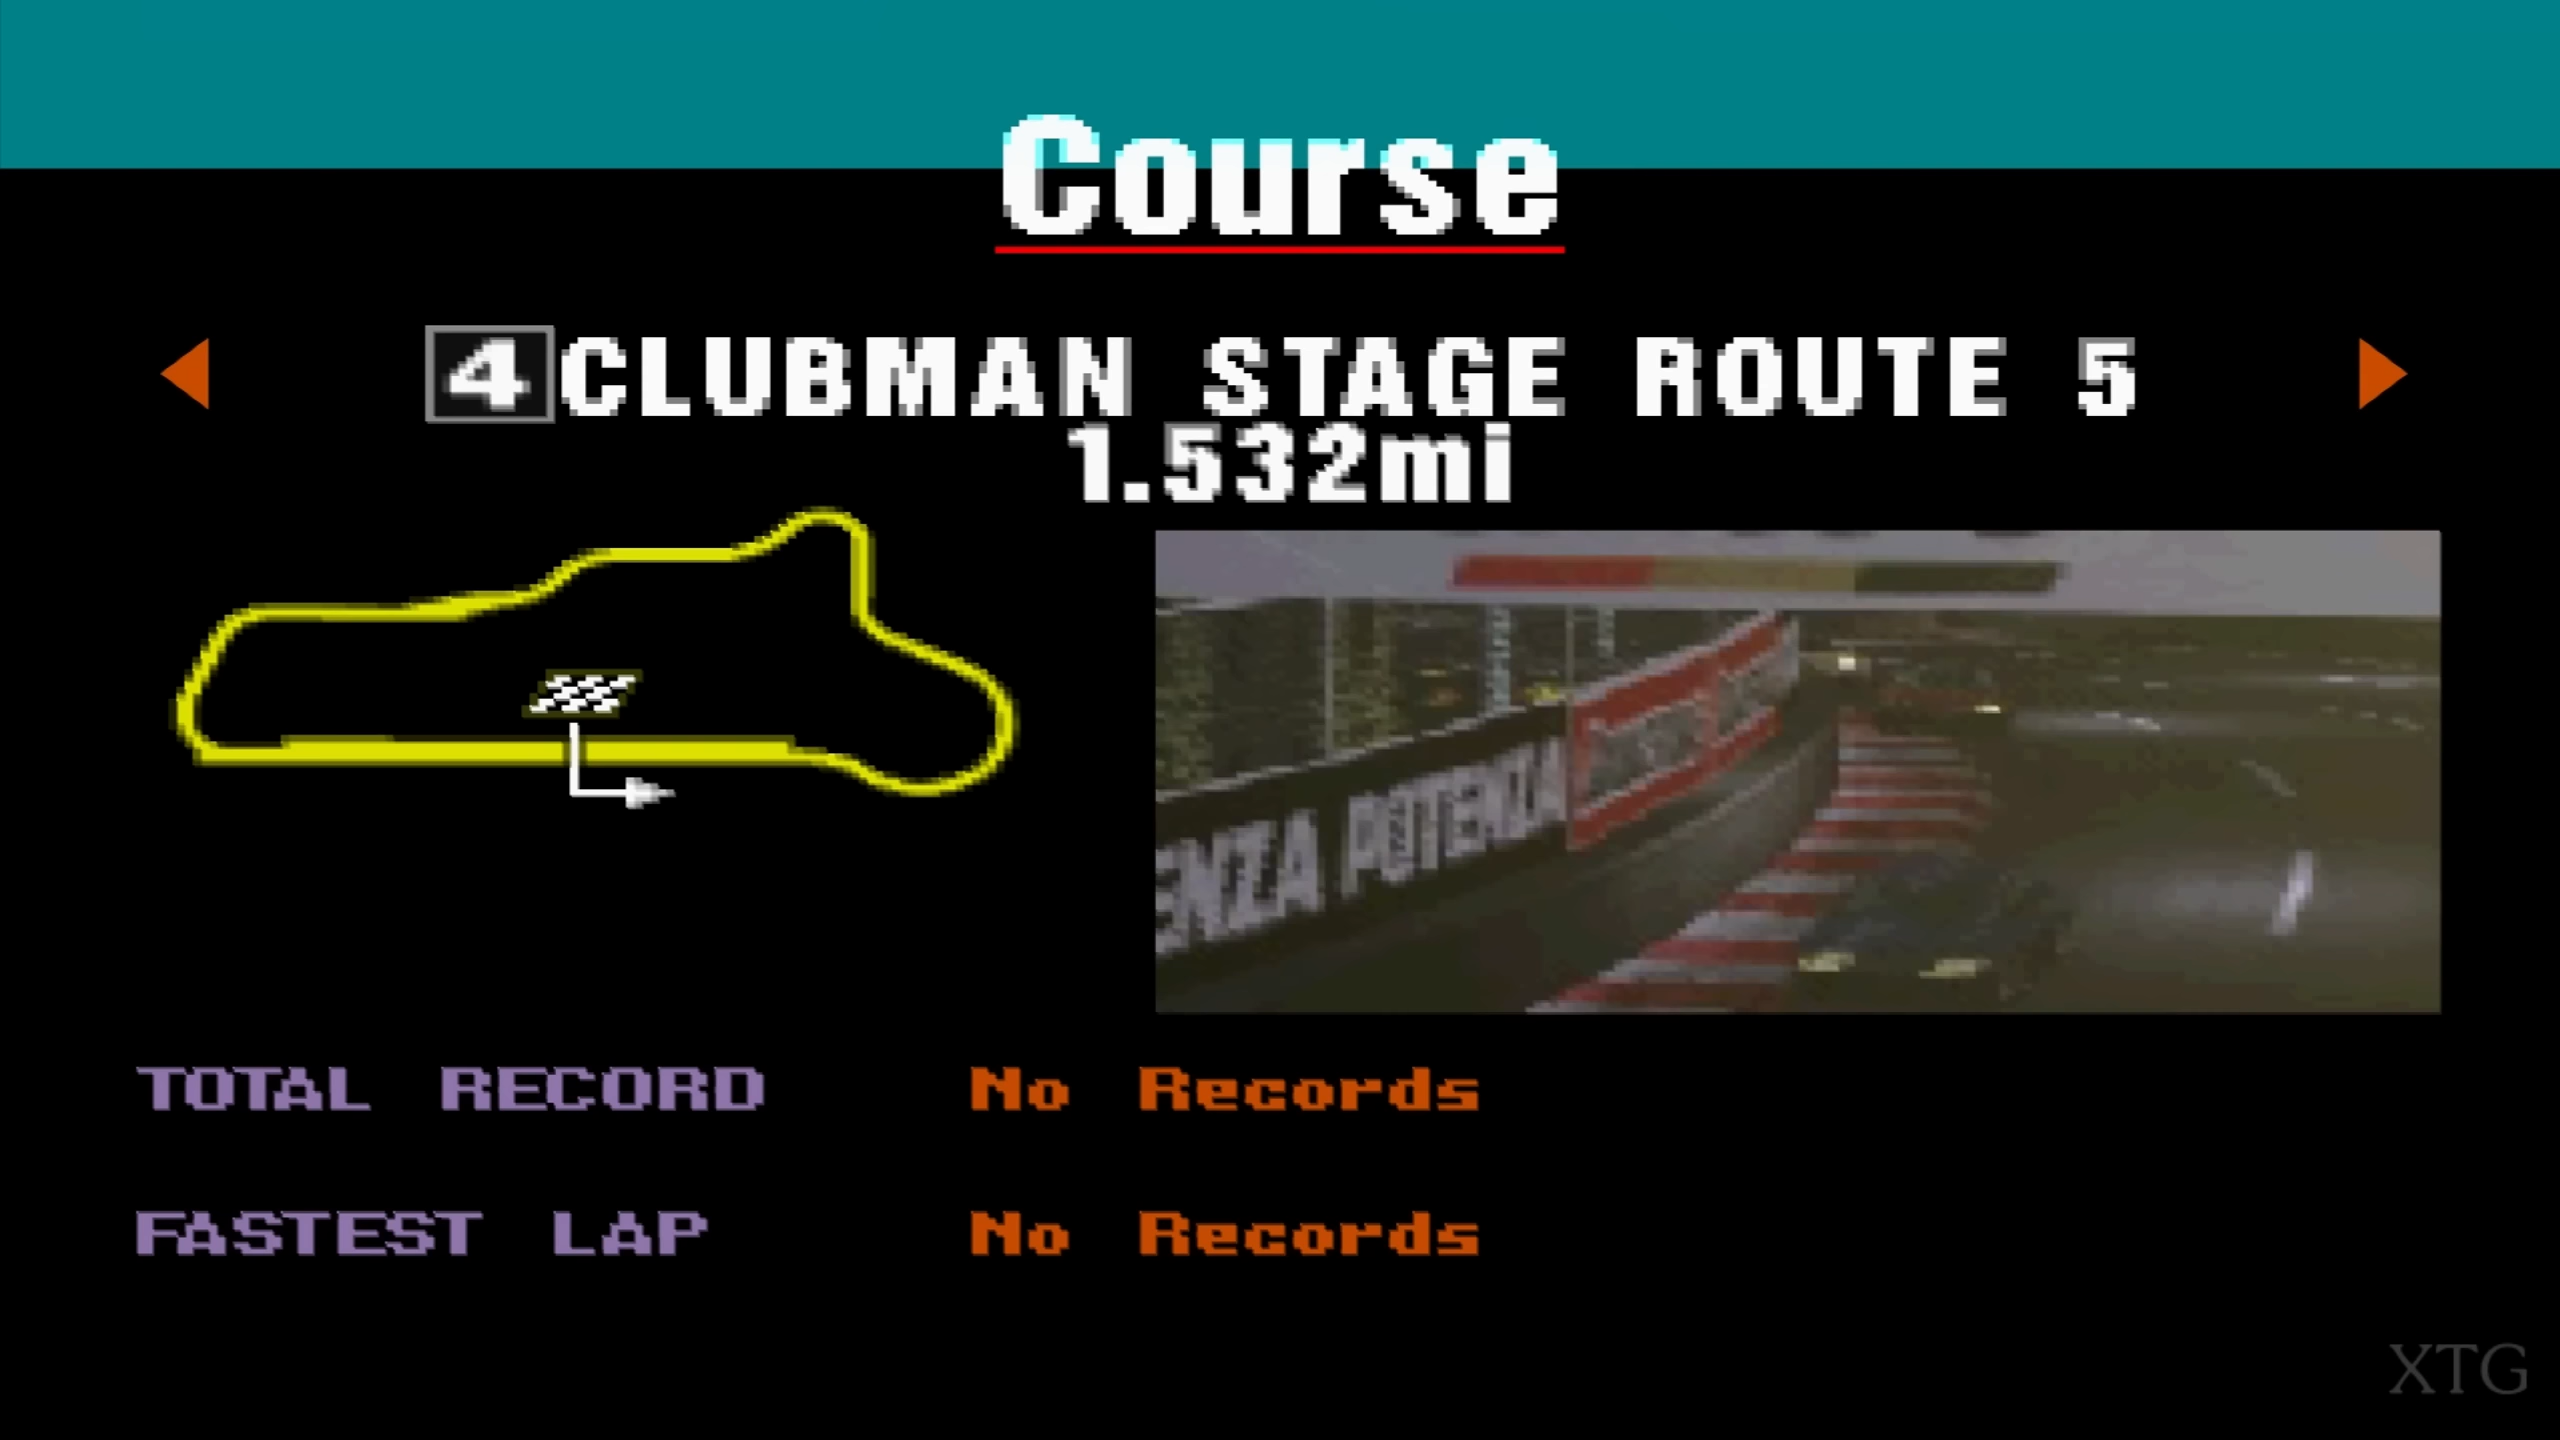 Course
4 CLUBMAN STAGE ROUTE 5
1.532mi
ENZA POTENZA
TOTAL RECORD No Records
FASTEST LAP No Records
XTG